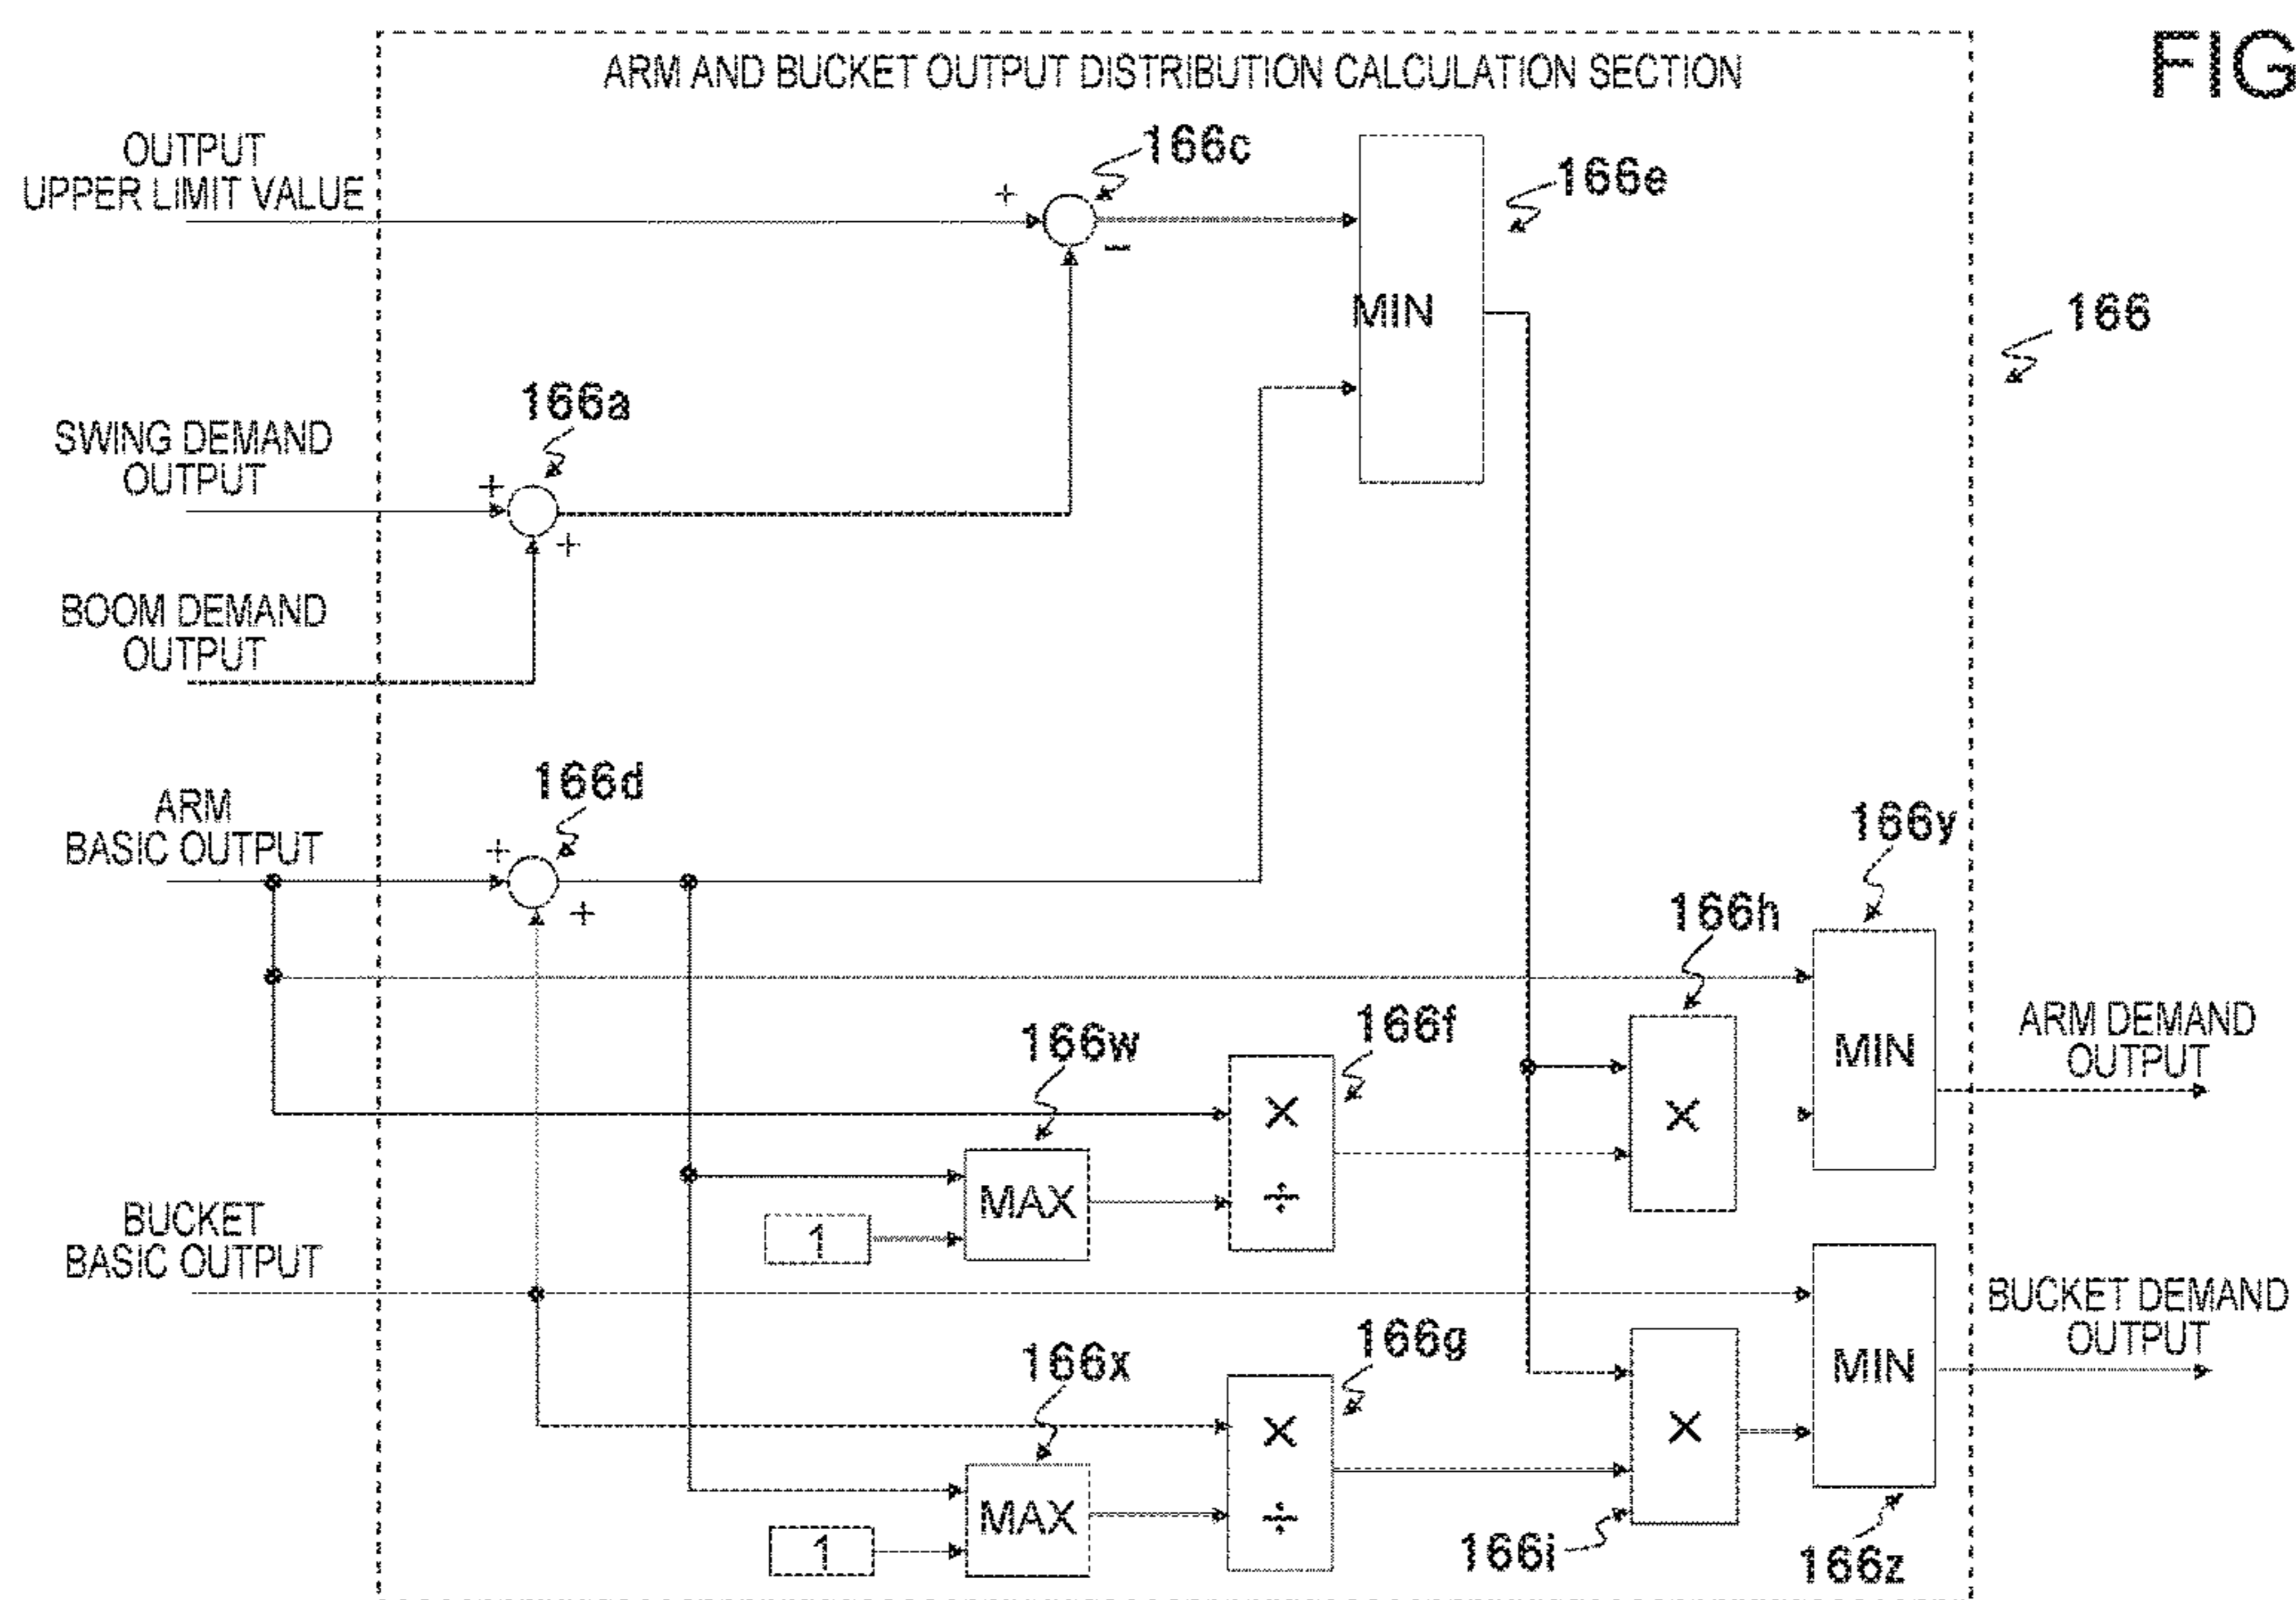 FIG
ARM AND BUCKET OUTPUT DISTRIBUTION CALCULATION SECTION
OUTPUT
UPPER LIMIT VALUE
+
166c
−
MIN
166e
166
SWING DEMAND
OUTPUT
166a
+
+
BOOM DEMAND
OUTPUT
ARM
BASIC OUTPUT
166d
+
+
166y
166h
166f
166w
MIN
ARM DEMAND
OUTPUT
×
÷
×
MAX
1
BUCKET
BASIC OUTPUT
BUCKET DEMAND
OUTPUT
166g
166x
MIN
×
÷
×
MAX
1
166i
166z